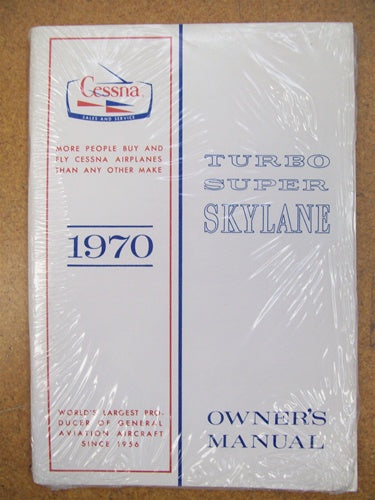 Cessna
SALES AND SERVICE
MORE PEOPLE BUY AND
FLY CESSNA AIRPLANES
THAN ANY OTHER MAKE
1970
WORLD'S LARGEST PRO-
DUCER OF GENERAL
AVIATION AIRCRAFT
SINCE 1956
TURBO
SUPER
SKYLANE
OWNER'S
MANUAL